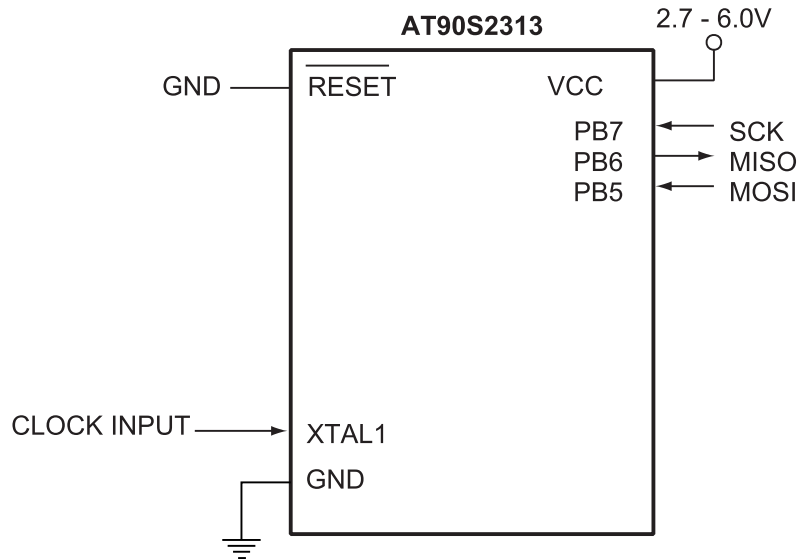 AT90S2313
2.7 - 6.0V
GND
RESET
VCC
PB7
SCK
PB6
MISO
PB5
MOSI
CLOCK INPUT
XTAL1
GND